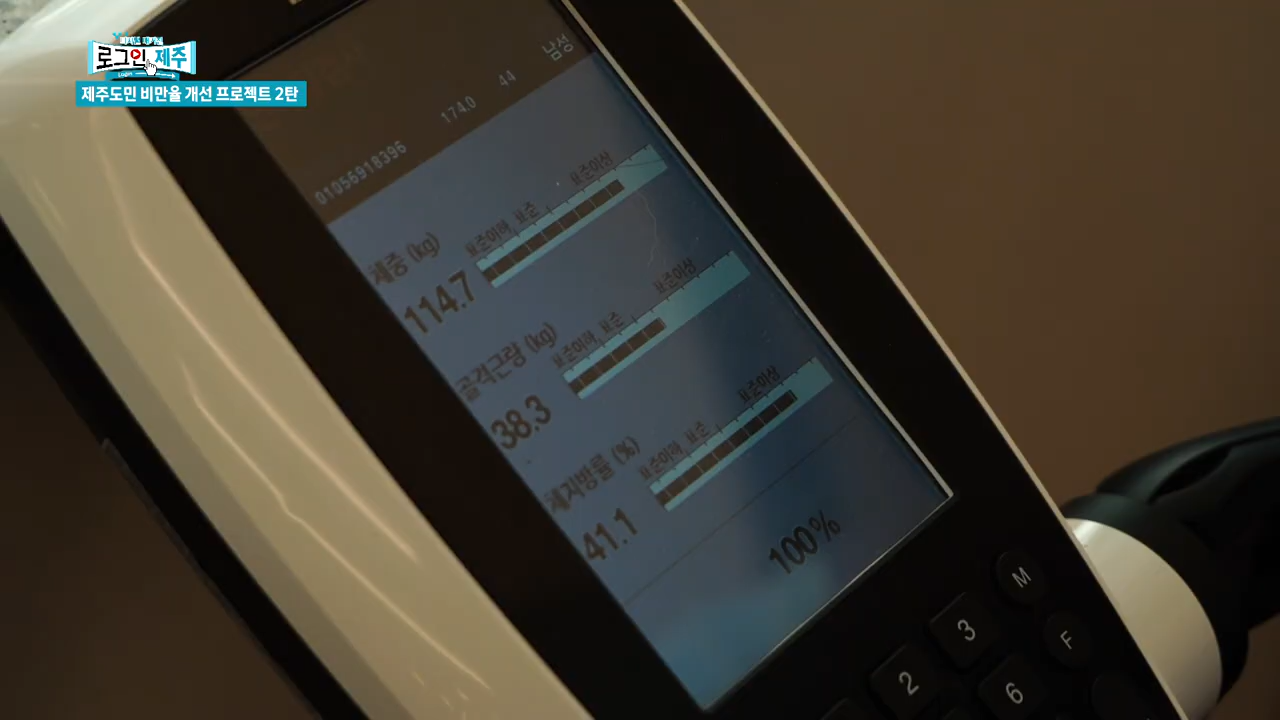 로그인 제주
제주도민 비만율 개선 프로젝트 2탄
01056918396 174.0 44 남성
체중 (kg) 표준이하 표준 표준이상
114.7
골격근량 (kg) 표준이하 표준 표준이상
38.3
체지방률 (%) 표준이하 표준 표준이상
41.1
100%
M
3 F
2 6